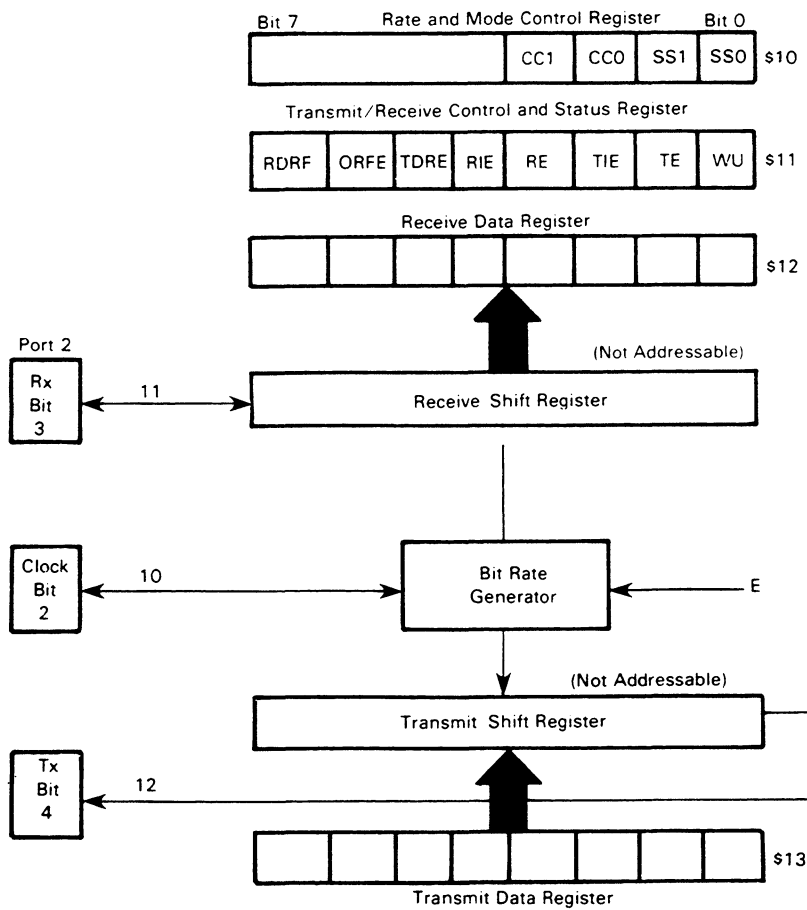 Bit 7 Rate and Mode Control Register Bit 0
CC1 CC0 SS1 SS0 $10
Transmit/Receive Control and Status Register
RDRF ORFE TDRE RIE RE TIE TE WU $11
Receive Data Register
$12
Port 2
(Not Addressable)
Rx
Bit
3
11
Receive Shift Register
Clock
Bit
2
10
Bit Rate
Generator
E
(Not Addressable)
Transmit Shift Register
Tx
Bit
4
12
$13
Transmit Data Register